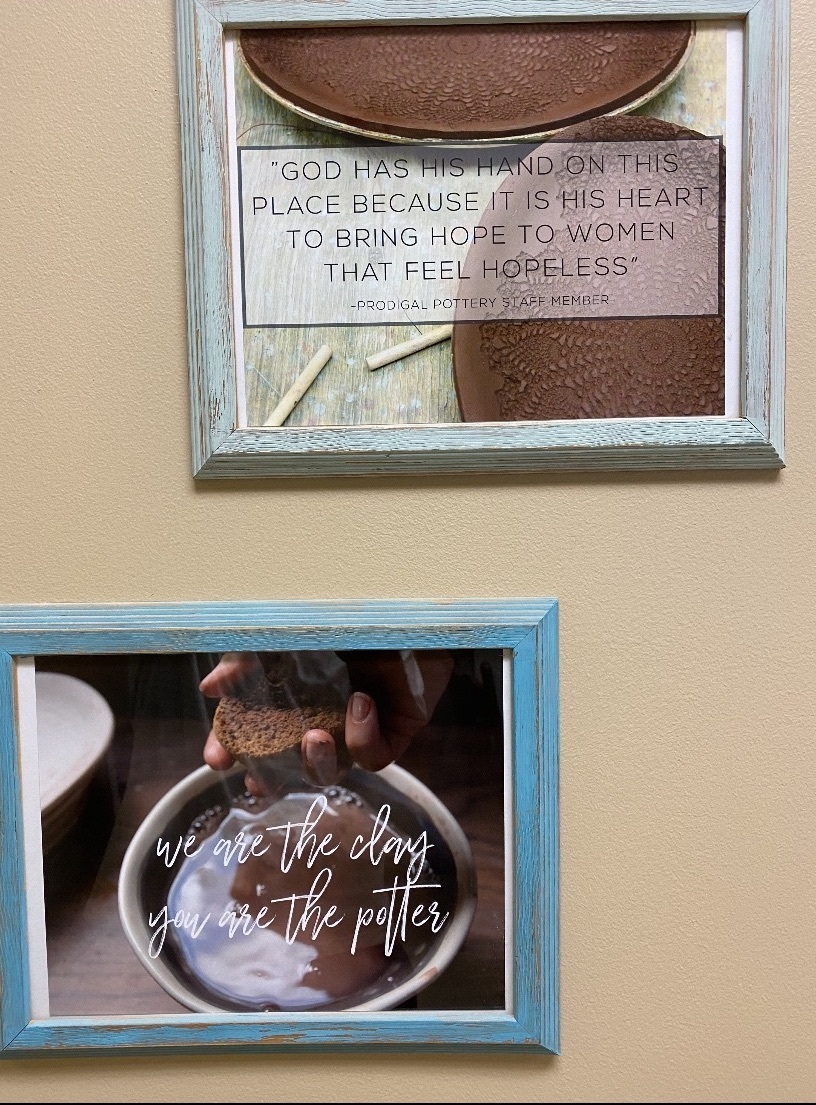 "GOD HAS HIS HAND ON THIS
PLACE BECAUSE IT IS HIS HEART
TO BRING HOPE TO WOMEN
THAT FEEL HOPELESS"
-PRODIGAL POTTERY STAFF MEMBER
we are the clay
you are the potter